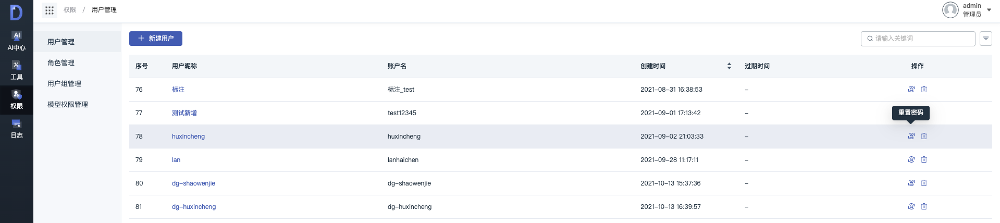 权限 / 用户管理
admin
管理员
AI
AI中心
工具
权限
日志
用户管理
角色管理
用户组管理
模型权限管理
新建用户
请输入关键词
序号 用户昵称 账户名 创建时间 过期时间 操作
76 标注 标注_test 2021-08-31 16:38:53 –
77 测试新增 test12345 2021-09-01 17:13:42 –
重置密码
78 huxincheng huxincheng 2021-09-02 21:03:33 –
79 lan lanhaichen 2021-09-28 11:17:11 –
80 dg-shaowenjie dg-shaowenjie 2021-10-13 15:37:36 –
81 dg-huxincheng dg-huxincheng 2021-10-13 16:39:57 –